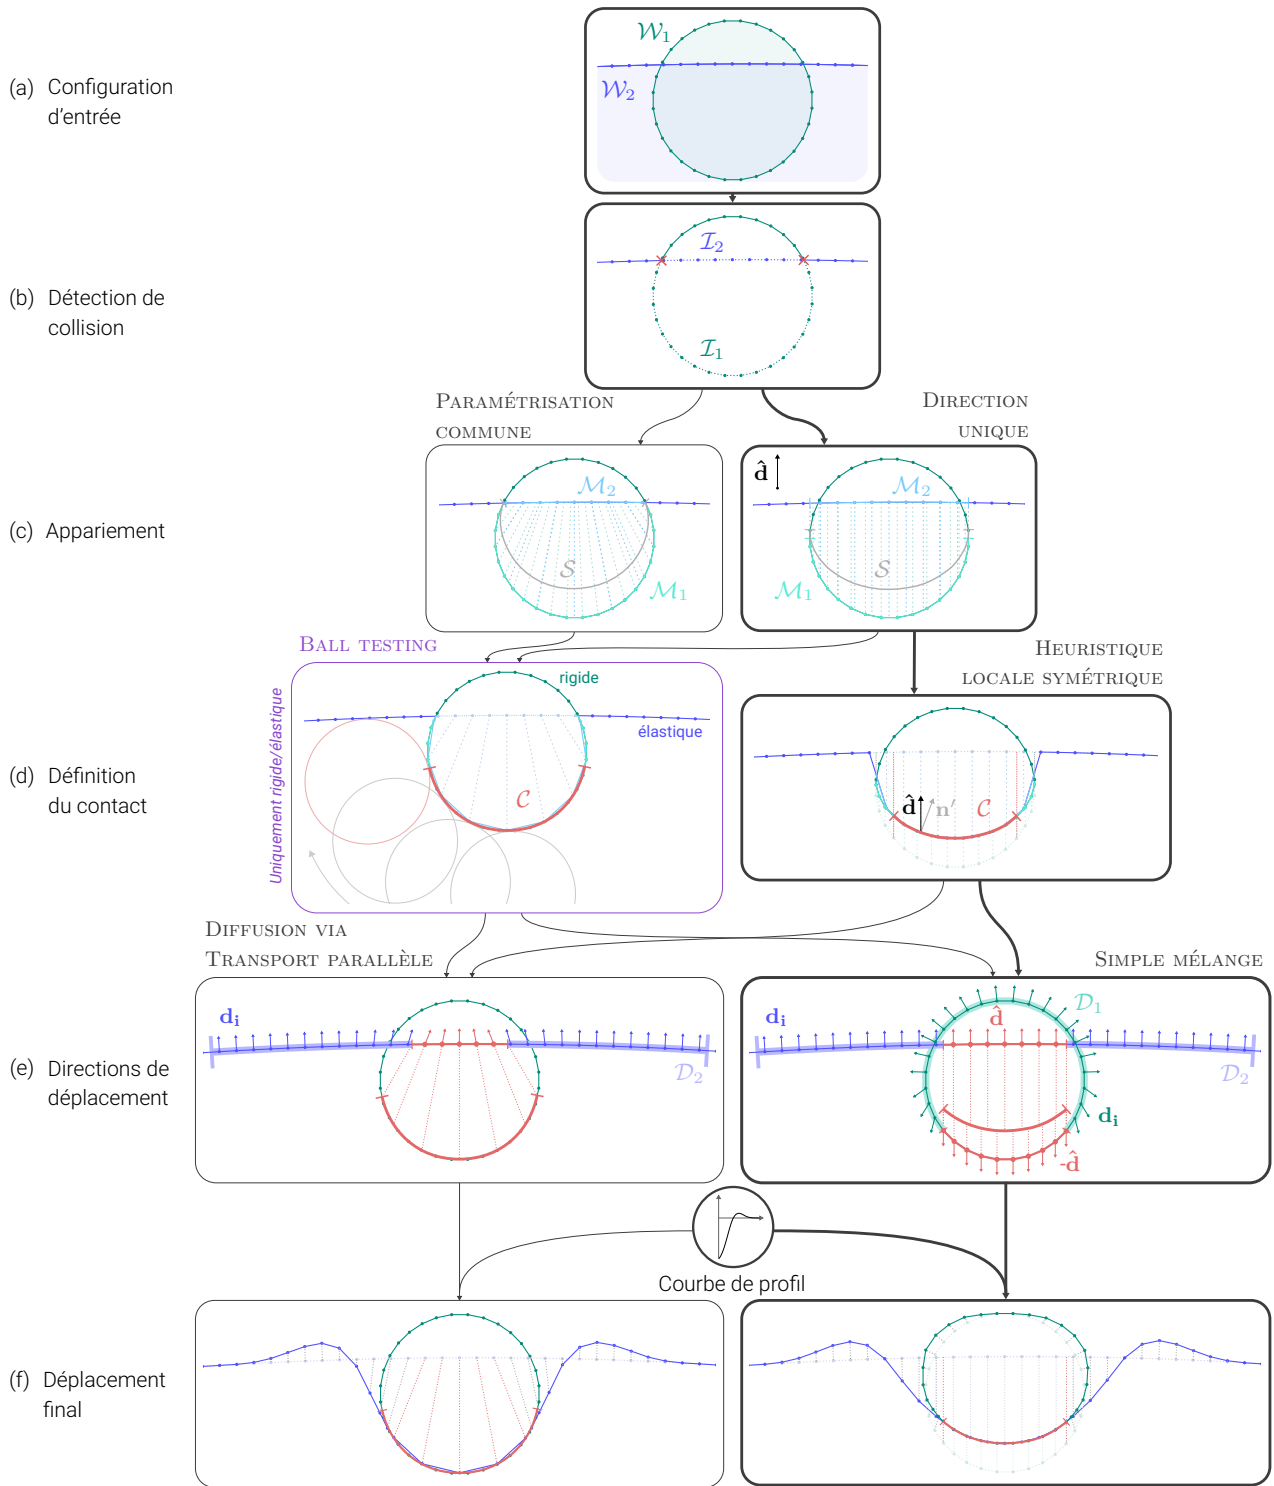 (a) Configuration
d'entrée
𝒲₁
𝒲₂
(b) Détection de
collision
ℐ₂
ℐ₁
Paramétrisation
commune
Direction
unique
(c) Appariement
ℳ₂
𝒮
ℳ₁
d̂
ℳ₂
𝒮
ℳ₁
Ball testing
Heuristique
locale symétrique
(d) Définition
du contact
Uniquement rigide/élastique
rigide
élastique
𝒞
d̂
n′
𝒞
Diffusion via
Transport parallèle
Simple mélange
(e) Directions de
déplacement
dᵢ
𝒟₂
dᵢ
d̂
𝒟₁
𝒟₂
dᵢ
-d̂
Courbe de profil
(f) Déplacement
final